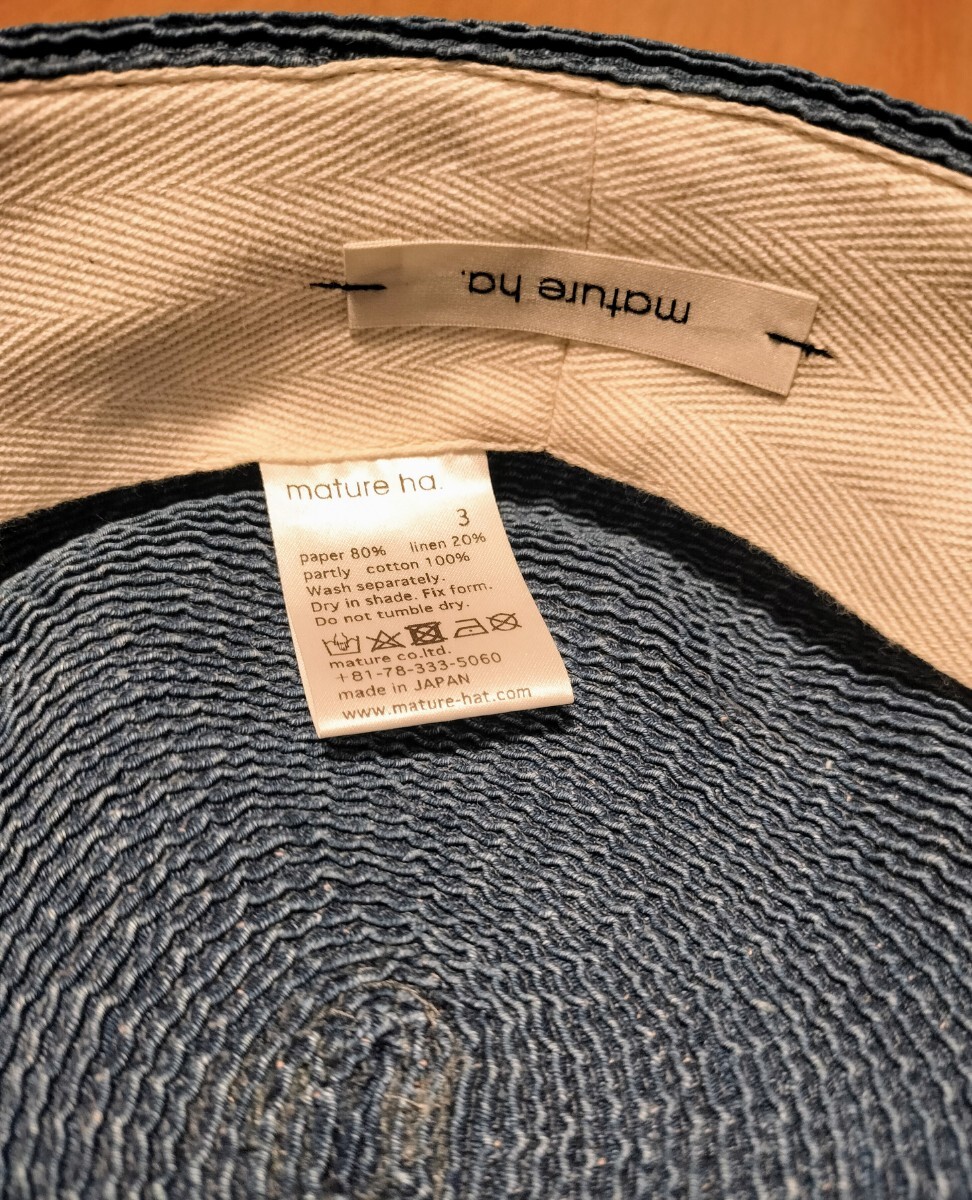 mature ha.
mature ha.
3
paper 80% linen 20%
partly cotton 100%
Wash separately.
Dry in shade. Fix form.
Do not tumble dry.
mature co.ltd.
+81-78-333-5060
made in JAPAN
www.mature-hat.com